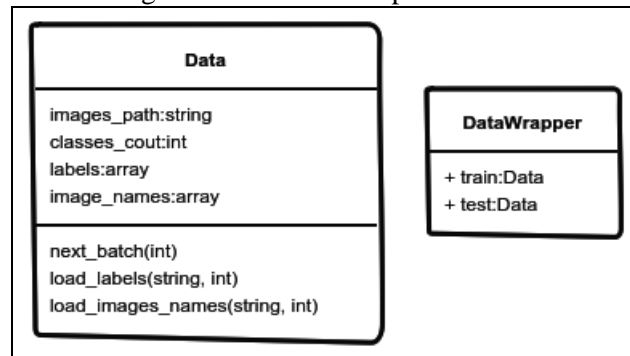 Data
images_path:string
classes_cout:int
labels:array
image_names:array
next_batch(int)
load_labels(string, int)
load_images_names(string, int)
DataWrapper
+ train:Data
+ test:Data